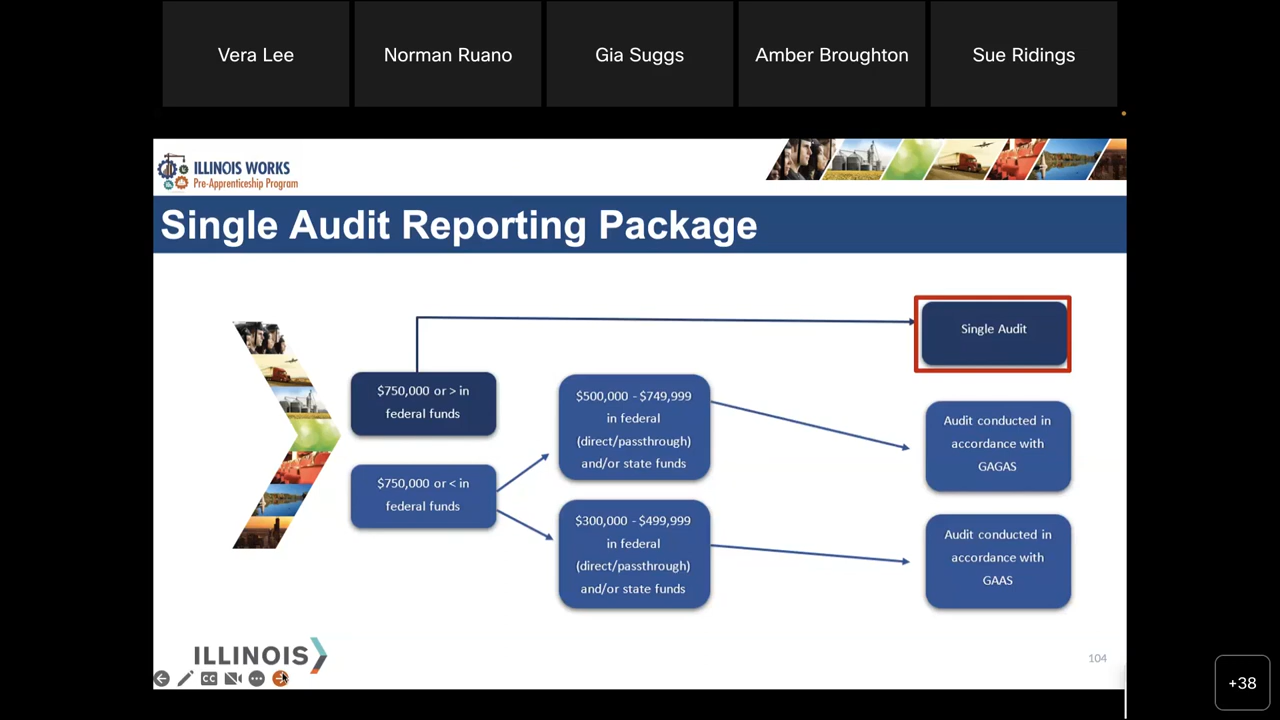 Vera Lee
Norman Ruano
Gia Suggs
Amber Broughton
Sue Ridings
ILLINOIS WORKS
Pre-Apprenticeship Program
Single Audit Reporting Package
Single Audit
$750,000 or > in
federal funds
$500,000 - $749,999
in federal
(direct/passthrough)
and/or state funds
Audit conducted in
accordance with
GAGAS
$750,000 or < in
federal funds
$300,000 - $499,999
in federal
(direct/passthrough)
and/or state funds
Audit conducted in
accordance with
GAAS
ILLINOIS
104
CC
+38